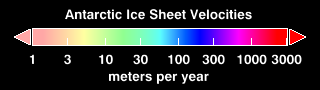 Antarctic Ice Sheet Velocities
1 3 10 30 100 300 1000 3000
meters per year